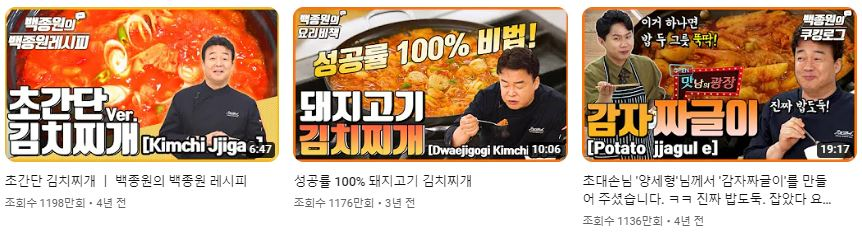 백종원의
백종원레시피
초간단 Ver.
김치찌개
[Kimchi Jjiga
6:47
초간단 김치찌개 ㅣ 백종원의 백종원 레시피
조회수 1198만회 • 4년 전
백종원의
요리비책
성공률 100% 비법!
돼지고기
김치찌개
[Dwaejigogi Kimchi
10:06
성공률 100% 돼지고기 김치찌개
조회수 1176만회 • 3년 전
이거 하나면
밥 두 그릇 뚝딱!
백종원의
쿠킹로그
OPEN
맛남의 광장
진짜 밥도둑!
감자 짜글이
[Potato jjagul e]
19:17
초대손님 '양세형'님께서 '감자짜글이'를 만들
어 주셨습니다. ㅋㅋ 진짜 밥도둑. 잡았다 요...
조회수 1136만회 • 4년 전